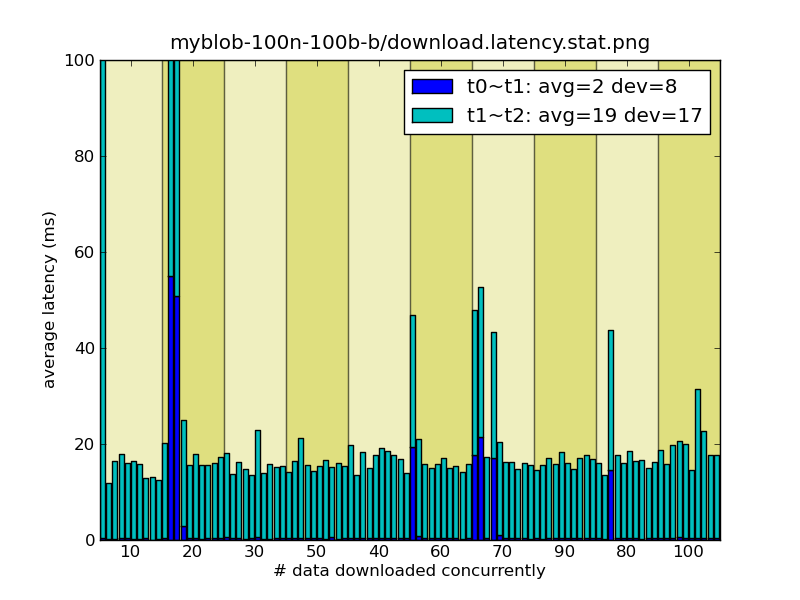 myblob-100n-100b-b/download.latency.stat.png
t0~t1: avg=2 dev=8
t1~t2: avg=19 dev=17
average latency (ms)
100
80
60
40
20
0
10 20 30 50 40 60 70 90 80 100
# data downloaded concurrently